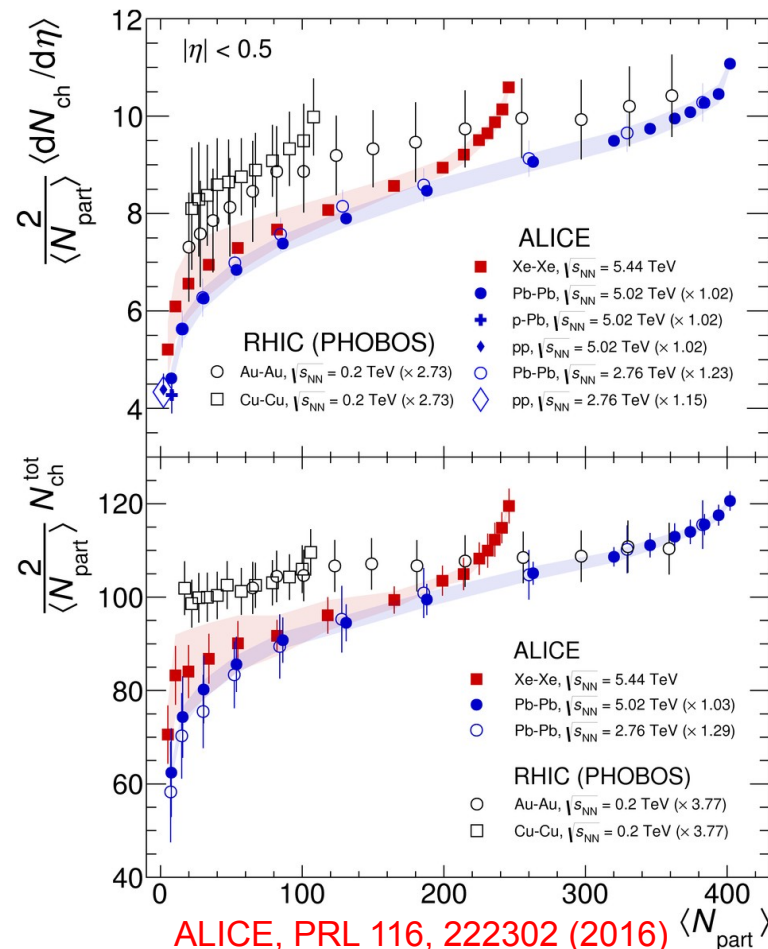 12
|η| < 0.5
10
8
6
4
2/⟨N_part⟩ ⟨dN_ch/dη⟩
ALICE
Xe-Xe, √s_NN = 5.44 TeV
Pb-Pb, √s_NN = 5.02 TeV (× 1.02)
p-Pb, √s_NN = 5.02 TeV (× 1.02)
pp, √s_NN = 5.02 TeV (× 1.02)
Pb-Pb, √s_NN = 2.76 TeV (× 1.23)
pp, √s_NN = 2.76 TeV (× 1.15)
RHIC (PHOBOS)
Au-Au, √s_NN = 0.2 TeV (× 2.73)
Cu-Cu, √s_NN = 0.2 TeV (× 2.73)
120
100
80
60
40
2/⟨N_part⟩ N_ch^tot
ALICE
Xe-Xe, √s_NN = 5.44 TeV
Pb-Pb, √s_NN = 5.02 TeV (× 1.03)
Pb-Pb, √s_NN = 2.76 TeV (× 1.29)
RHIC (PHOBOS)
Au-Au, √s_NN = 0.2 TeV (× 3.77)
Cu-Cu, √s_NN = 0.2 TeV (× 3.77)
0 100 200 300 400
ALICE, PRL 116, 222302 (2016) ⟨N_part⟩